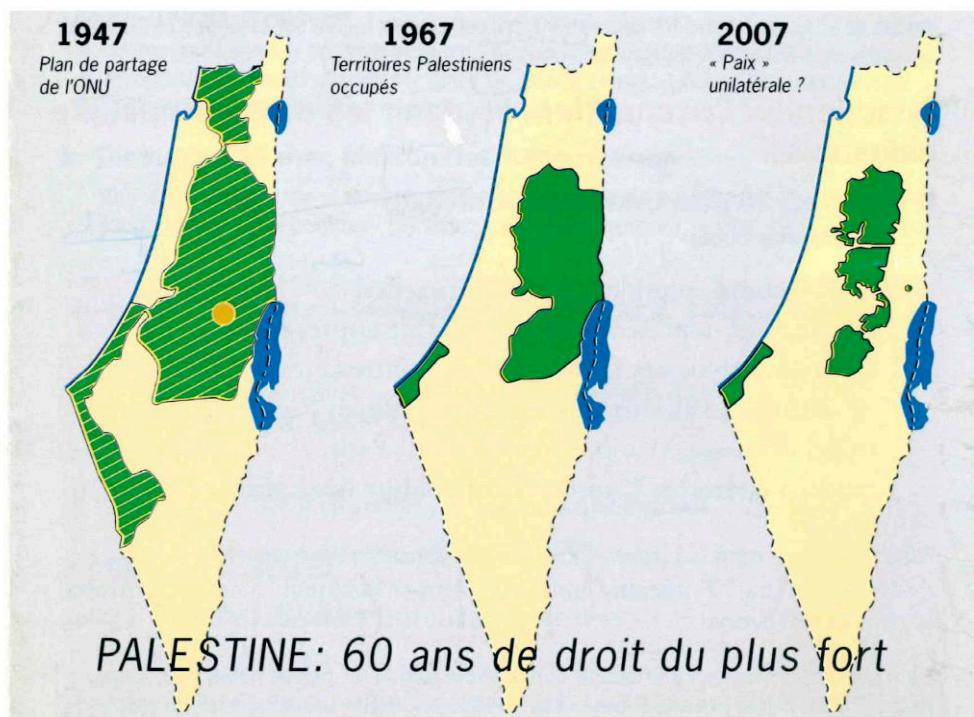 1947
Plan de partage
de l'ONU
1967
Territoires Palestiniens
occupés
2007
« Paix »
unilatérale ?
PALESTINE: 60 ans de droit du plus fort